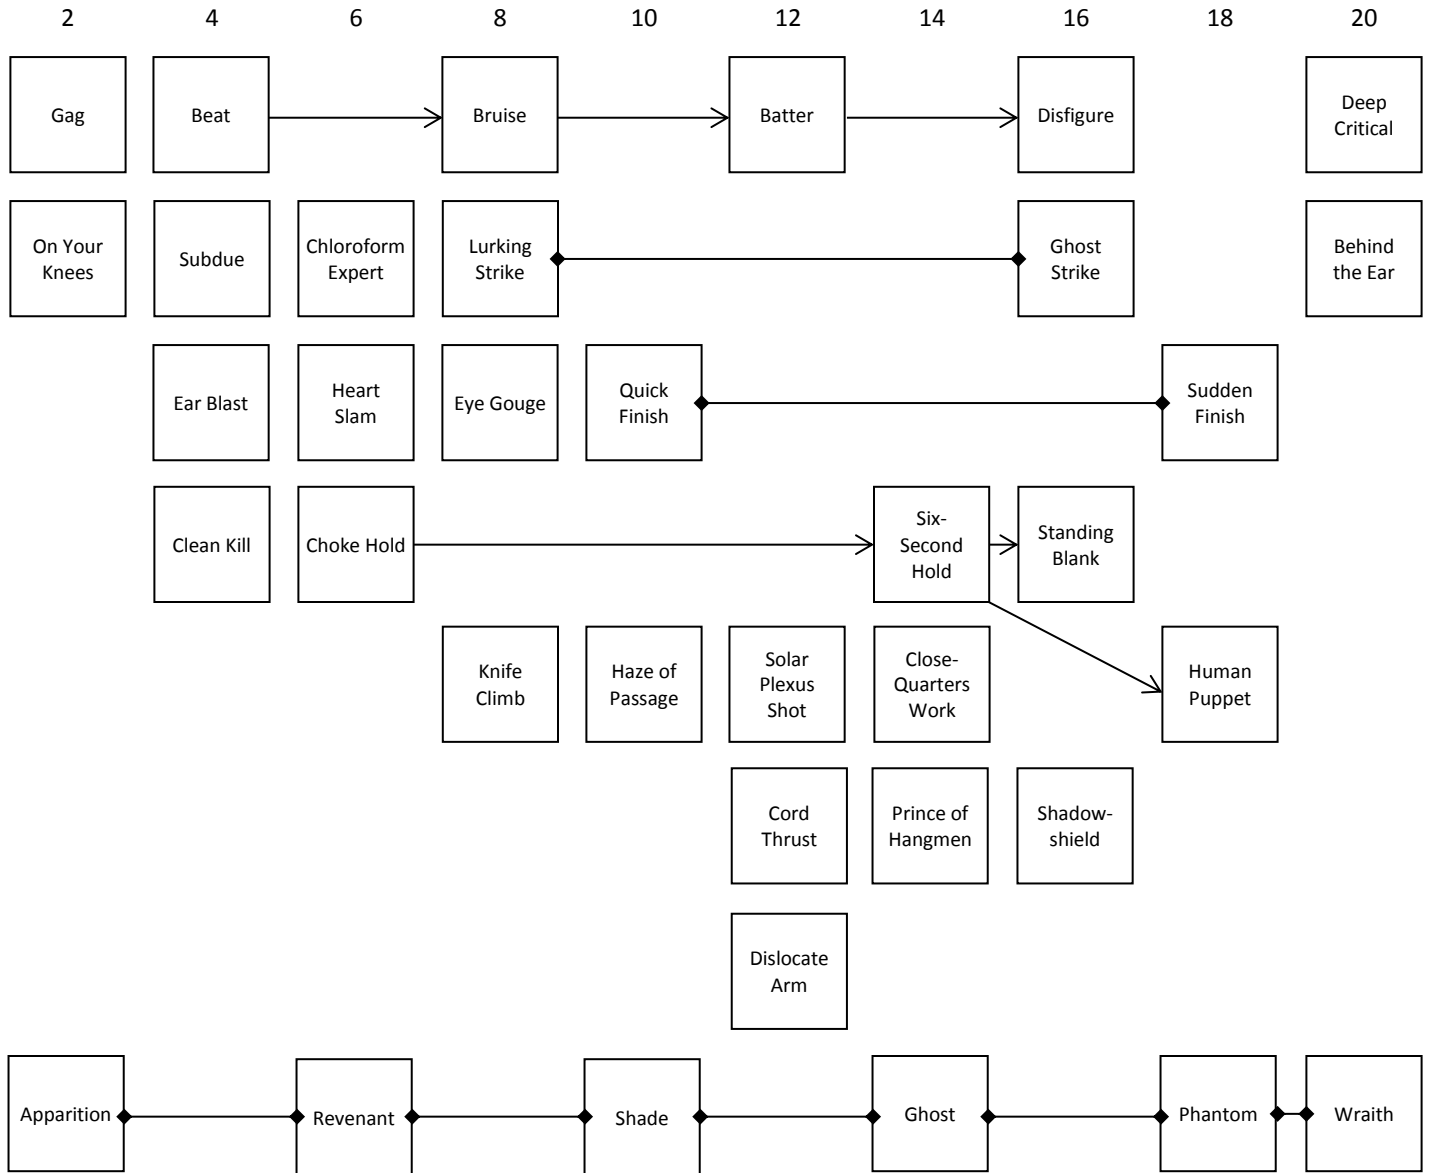 2 4 6 8 10 12 14 16 18 20
Gag
Beat
Bruise
Batter
Disfigure
Deep
Critical
On Your
Knees
Subdue
Chloroform
Expert
Lurking
Strike
Ghost
Strike
Behind
the Ear
Ear Blast
Heart
Slam
Eye Gouge
Quick
Finish
Sudden
Finish
Clean Kill
Choke Hold
Six-
Second
Hold
Standing
Blank
Knife
Climb
Haze of
Passage
Solar
Plexus
Shot
Close-
Quarters
Work
Human
Puppet
Cord
Thrust
Prince of
Hangmen
Shadow-
shield
Dislocate
Arm
Apparition
Revenant
Shade
Ghost
Phantom
Wraith